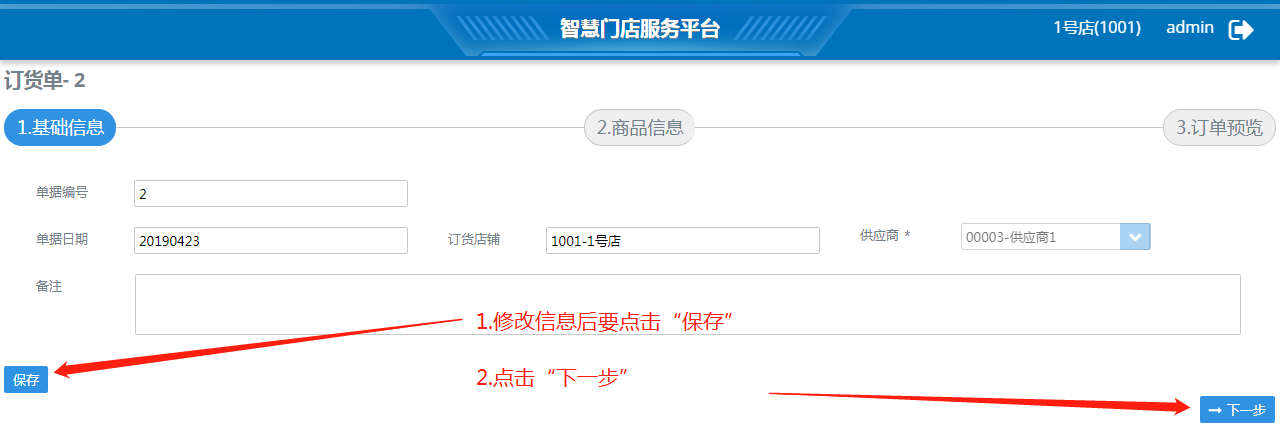 智慧门店服务平台
1号店(1001) admin
订货单- 2
1.基础信息 2.商品信息 3.订单预览
单据编号 2
单据日期 20190423 订货店铺 1001-1号店 供应商 * 00003-供应商1
备注
1.修改信息后要点击“保存”
保存
2.点击“下一步”
下一步